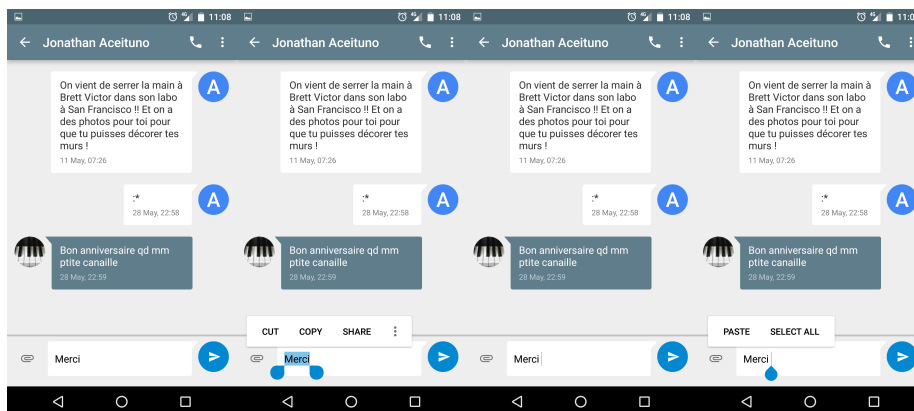 11:08
Jonathan Aceituno
On vient de serrer la main à
Brett Victor dans son labo
à San Francisco !! Et on a
des photos pour toi pour
que tu puisses décorer tes
murs !
11 May, 07:26
A
:*
28 May, 22:58
A
Bon anniversaire qd mm
ptite canaille
28 May, 22:59
Merci
11:08
Jonathan Aceituno
On vient de serrer la main à
Brett Victor dans son labo
à San Francisco !! Et on a
des photos pour toi pour
que tu puisses décorer tes
murs !
11 May, 07:26
A
:*
28 May, 22:58
A
Bon anniversaire qd mm
ptite canaille
28 May, 22:59
CUT COPY SHARE
Merci
11:08
Jonathan Aceituno
On vient de serrer la main à
Brett Victor dans son labo
à San Francisco !! Et on a
des photos pour toi pour
que tu puisses décorer tes
murs !
11 May, 07:26
A
:*
28 May, 22:58
A
Bon anniversaire qd mm
ptite canaille
28 May, 22:59
Merci
Jonathan Aceituno
On vient de serrer la main à
Brett Victor dans son labo
à San Francisco !! Et on a
des photos pour toi pour
que tu puisses décorer tes
murs !
11 May, 07:26
A
:*
28 May, 22:58
A
Bon anniversaire qd mm
ptite canaille
28 May, 22:59
PASTE SELECT ALL
Merci